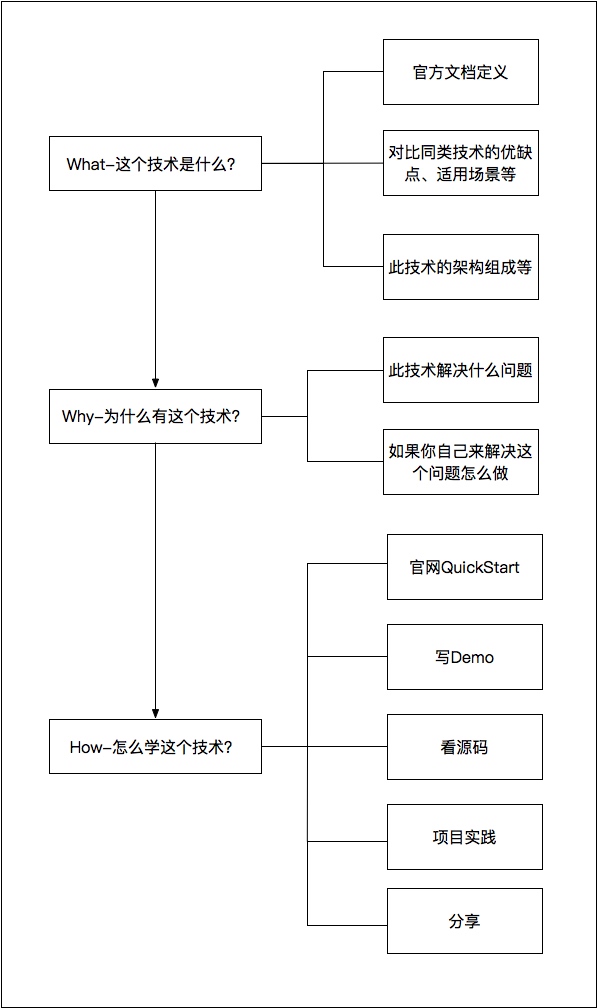 What–这个技术是什么?
官方文档定义
对比同类技术的优缺
点、适用场景等
此技术的架构组成等
Why–为什么有这个技术?
此技术解决什么问题
如果你自己来解决这
个问题怎么做
How–怎么学这个技术?
官网QuickStart
写Demo
看源码
项目实践
分享